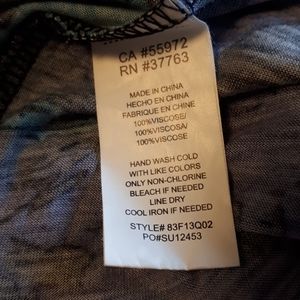 CA #55972
RN #37763
MADE IN CHINA
HECHO EN CHINA
FABRIQUE EN CHINE
100%VISCOSE/
100%VISCOSA/
100%VISCOSE
HAND WASH COLD
WITH LIKE COLORS
ONLY NON-CHLORINE
BLEACH IF NEEDED
LINE DRY
COOL IRON IF NEEDED
STYLE# 83F13Q02
PO#SU12453